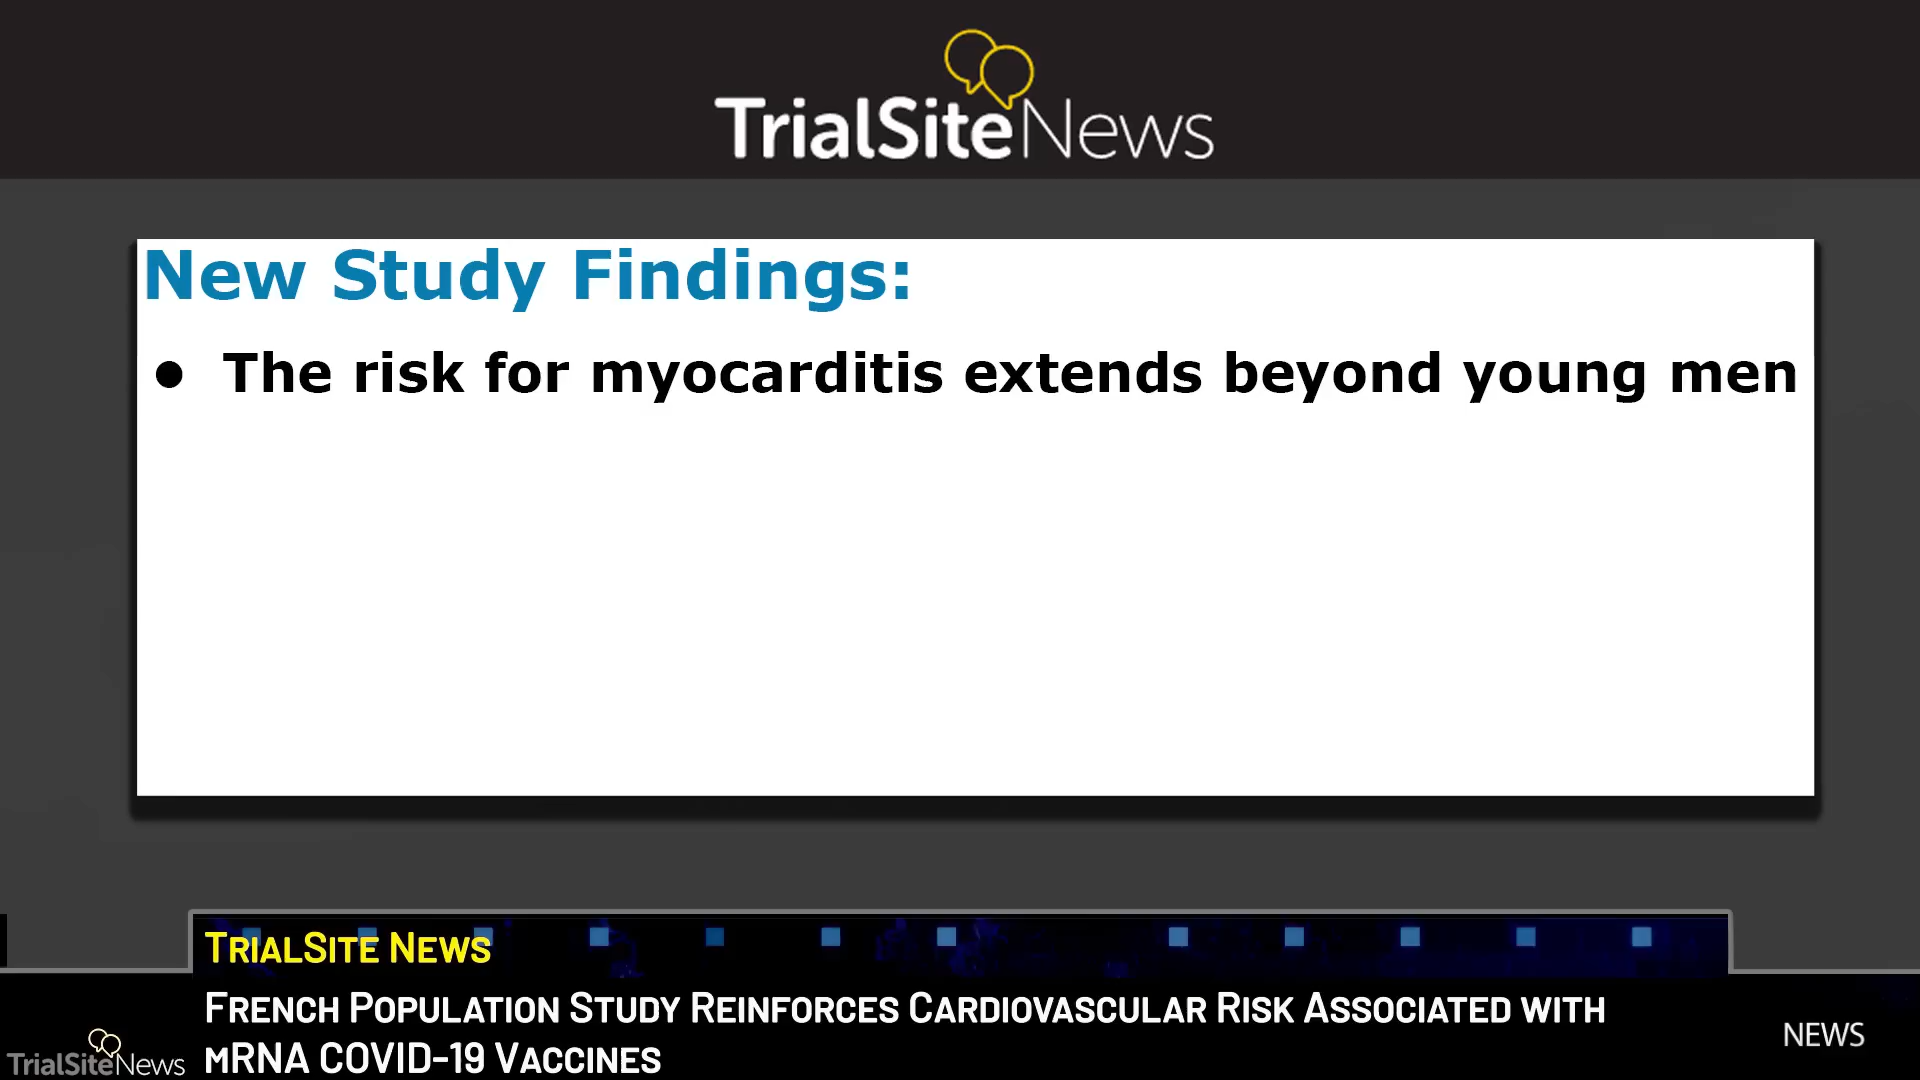 TrialSiteNews
New Study Findings:
● The risk for myocarditis extends beyond young men
TrialSite News
French Population Study Reinforces Cardiovascular Risk Associated with
mRNA COVID-19 Vaccines
TrialSiteNews
NEWS